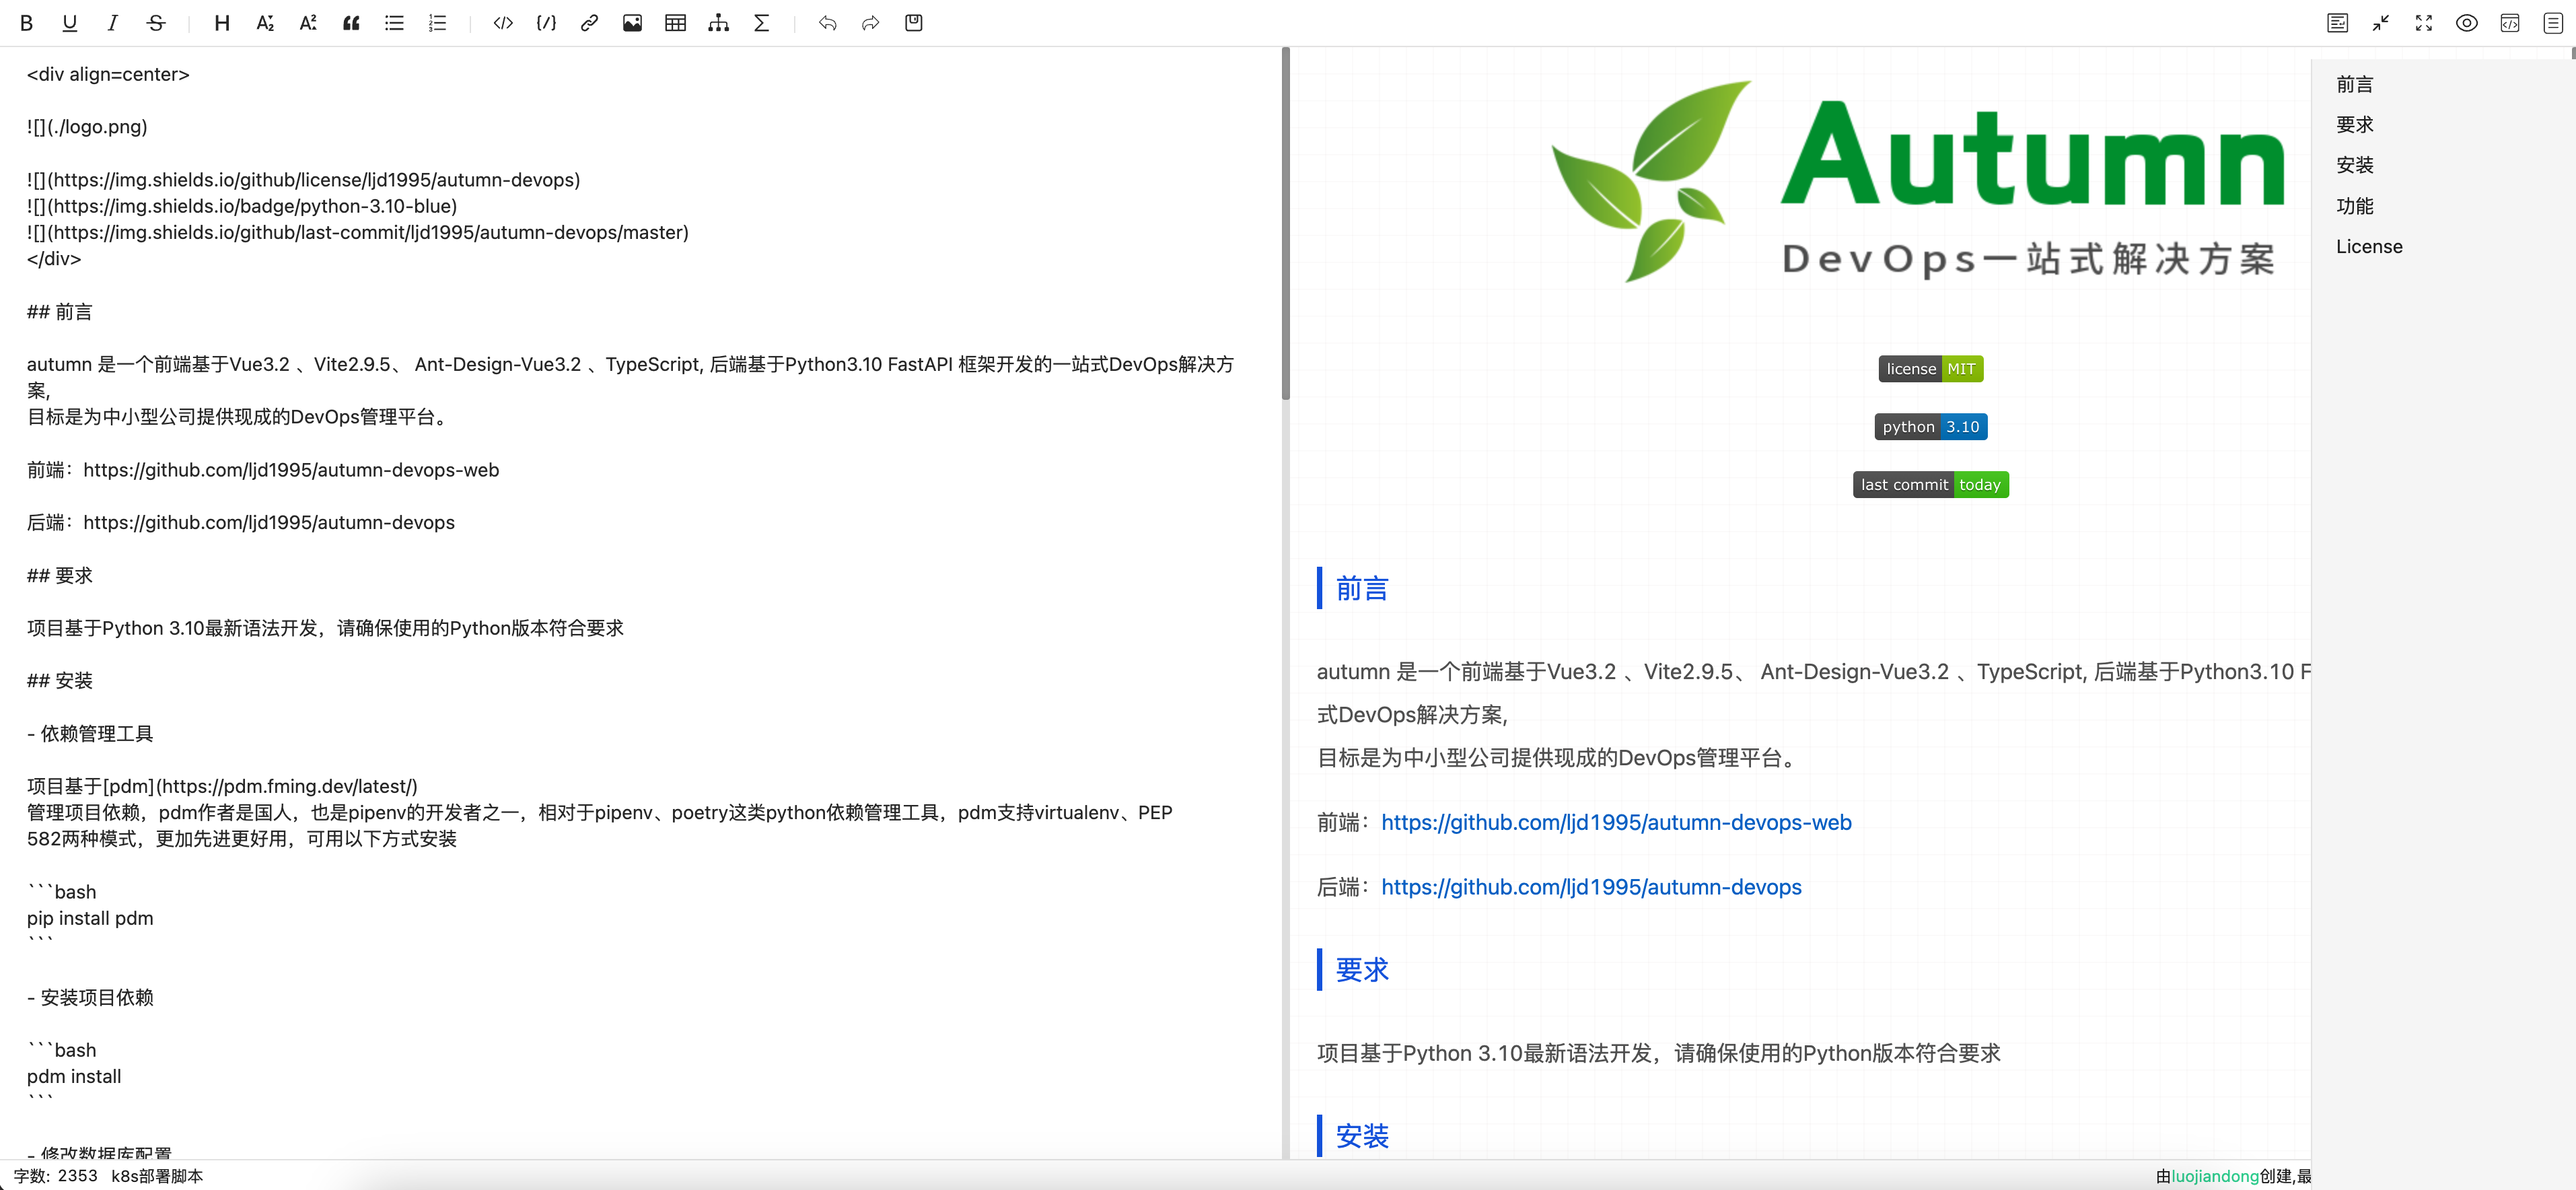 <div align=center>
![](./logo.png)
![](https://img.shields.io/github/license/ljd1995/autumn-devops)
![](https://img.shields.io/badge/python-3.10-blue)
![](https://img.shields.io/github/last-commit/ljd1995/autumn-devops/master)
</div>
## 前言
autumn 是一个前端基于Vue3.2 、Vite2.9.5、 Ant-Design-Vue3.2 、TypeScript, 后端基于Python3.10 FastAPI 框架开发的一站式DevOps解决方
案,
目标是为中小型公司提供现成的DevOps管理平台。
前端：https://github.com/ljd1995/autumn-devops-web
后端：https://github.com/ljd1995/autumn-devops
## 要求
项目基于Python 3.10最新语法开发，请确保使用的Python版本符合要求
## 安装
- 依赖管理工具
项目基于[pdm](https://pdm.fming.dev/latest/)
管理项目依赖，pdm作者是国人，也是pipenv的开发者之一，相对于pipenv、poetry这类python依赖管理工具，pdm支持virtualenv、PEP
582两种模式，更加先进更好用，可用以下方式安装
```bash
pip install pdm
```
- 安装项目依赖
```bash
pdm install
```
- 修改数据库配置
字数: 2353 k8s部署脚本
Autumn
DevOps一站式解决方案
license MIT
python 3.10
last commit today
前言
autumn 是一个前端基于Vue3.2 、Vite2.9.5、 Ant-Design-Vue3.2 、TypeScript, 后端基于Python3.10 F
式DevOps解决方案,
目标是为中小型公司提供现成的DevOps管理平台。
前端：https://github.com/ljd1995/autumn-devops-web
后端：https://github.com/ljd1995/autumn-devops
要求
项目基于Python 3.10最新语法开发，请确保使用的Python版本符合要求
安装
由luojiandong创建,最
前言
要求
安装
功能
License